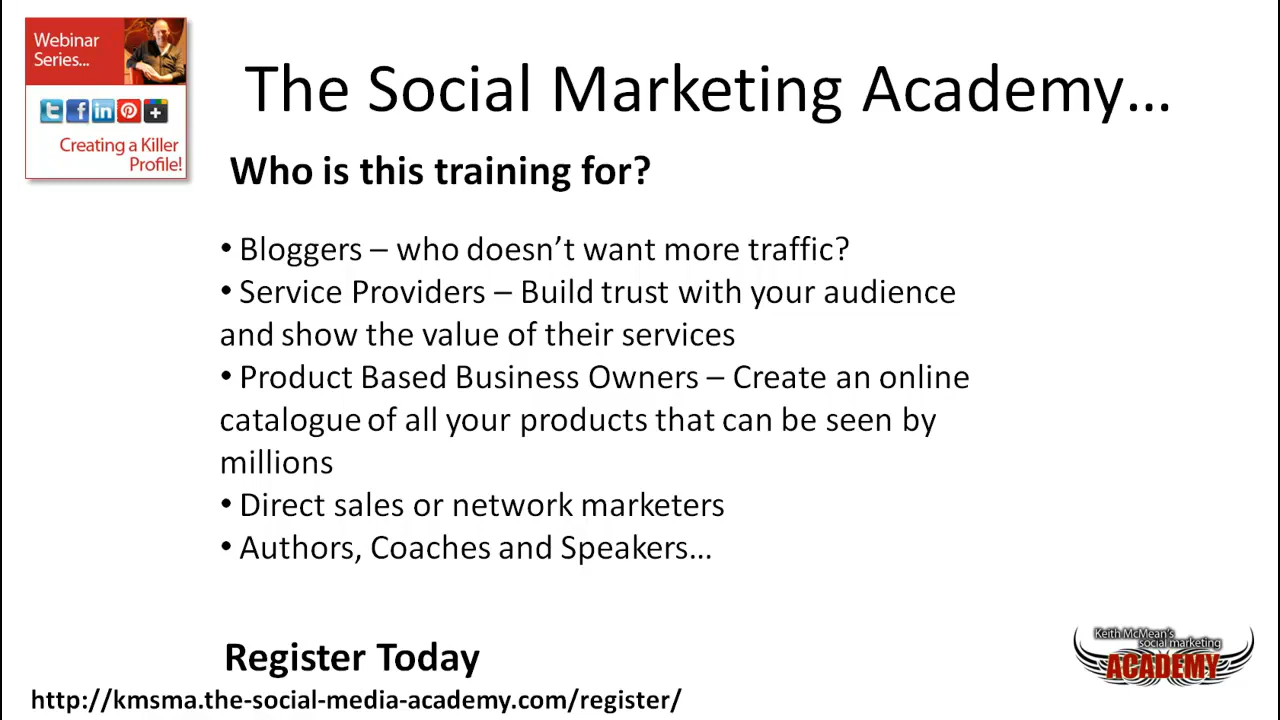 Webinar
Series...
Creating a Killer
Profile!
The Social Marketing Academy…
Who is this training for?
• Bloggers – who doesn’t want more traffic?
• Service Providers – Build trust with your audience
and show the value of their services
• Product Based Business Owners – Create an online
catalogue of all your products that can be seen by
millions
• Direct sales or network marketers
• Authors, Coaches and Speakers…
Register Today
http://kmsma.the-social-media-academy.com/register/
Keith McMean's
social marketing
ACADEMY